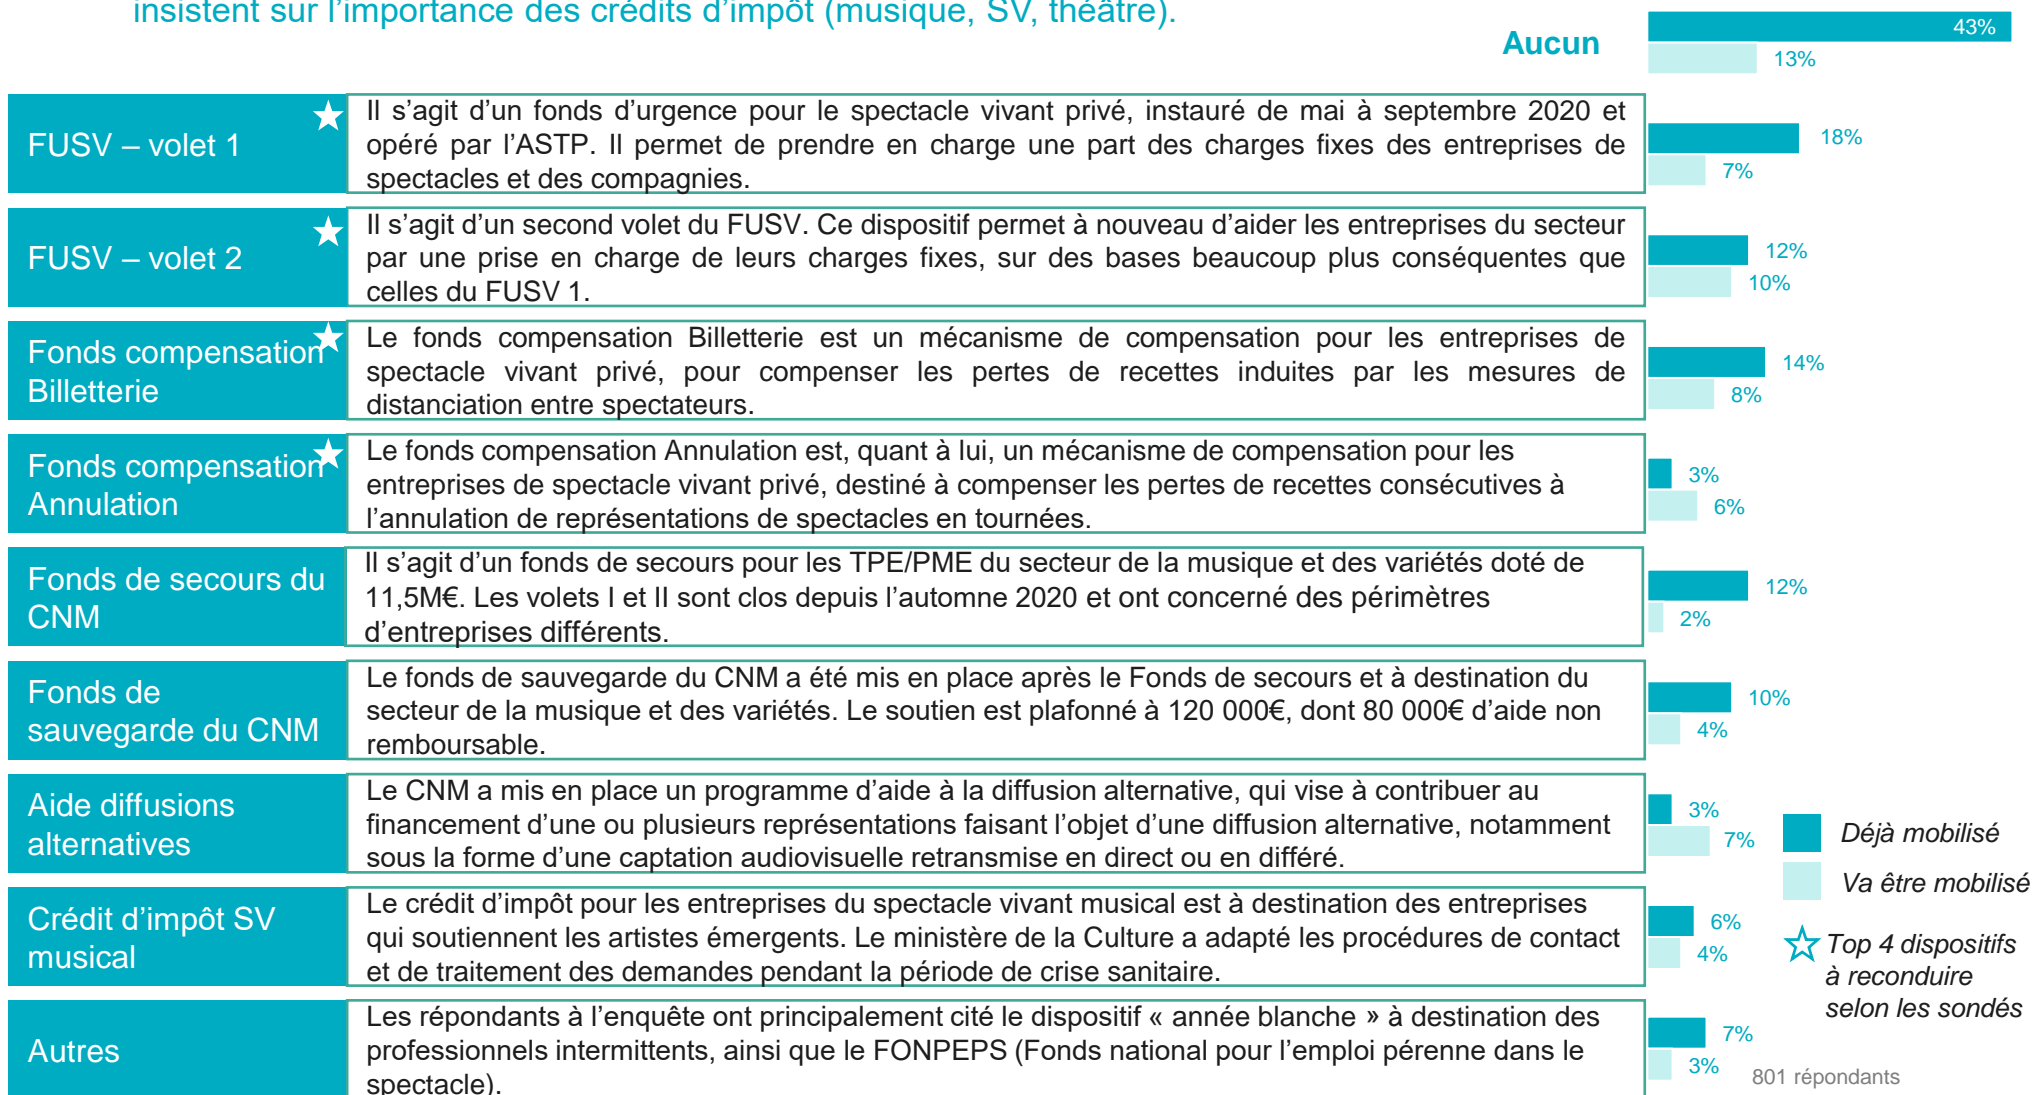 insistent sur l'importance des crédits d'impôt (musique, SV, théâtre).
Aucun
43%
13%
FUSV – volet 1
Il s'agit d'un fonds d'urgence pour le spectacle vivant privé, instauré de mai à septembre 2020 et
opéré par l'ASTP. Il permet de prendre en charge une part des charges fixes des entreprises de
spectacles et des compagnies.
18%
7%
FUSV – volet 2
Il s'agit d'un second volet du FUSV. Ce dispositif permet à nouveau d'aider les entreprises du secteur
par une prise en charge de leurs charges fixes, sur des bases beaucoup plus conséquentes que
celles du FUSV 1.
12%
10%
Fonds compensation
Billetterie
Le fonds compensation Billetterie est un mécanisme de compensation pour les entreprises de
spectacle vivant privé, pour compenser les pertes de recettes induites par les mesures de
distanciation entre spectateurs.
14%
8%
Fonds compensation
Annulation
Le fonds compensation Annulation est, quant à lui, un mécanisme de compensation pour les
entreprises de spectacle vivant privé, destiné à compenser les pertes de recettes consécutives à
l'annulation de représentations de spectacles en tournées.
3%
6%
Fonds de secours du
CNM
Il s'agit d'un fonds de secours pour les TPE/PME du secteur de la musique et des variétés doté de
11,5M€. Les volets I et II sont clos depuis l'automne 2020 et ont concerné des périmètres
d'entreprises différents.
12%
2%
Fonds de
sauvegarde du CNM
Le fonds de sauvegarde du CNM a été mis en place après le Fonds de secours et à destination du
secteur de la musique et des variétés. Le soutien est plafonné à 120 000€, dont 80 000€ d'aide non
remboursable.
10%
4%
Aide diffusions
alternatives
Le CNM a mis en place un programme d'aide à la diffusion alternative, qui vise à contribuer au
financement d'une ou plusieurs représentations faisant l'objet d'une diffusion alternative, notamment
sous la forme d'une captation audiovisuelle retransmise en direct ou en différé.
3%
7%
Déjà mobilisé
Va être mobilisé
Crédit d'impôt SV
musical
Le crédit d'impôt pour les entreprises du spectacle vivant musical est à destination des entreprises
qui soutiennent les artistes émergents. Le ministère de la Culture a adapté les procédures de contact
et de traitement des demandes pendant la période de crise sanitaire.
6%
4%
Top 4 dispositifs
à reconduire
selon les sondés
Autres
Les répondants à l'enquête ont principalement cité le dispositif « année blanche » à destination des
professionnels intermittents, ainsi que le FONPEPS (Fonds national pour l'emploi pérenne dans le
spectacle).
7%
3%
801 répondants